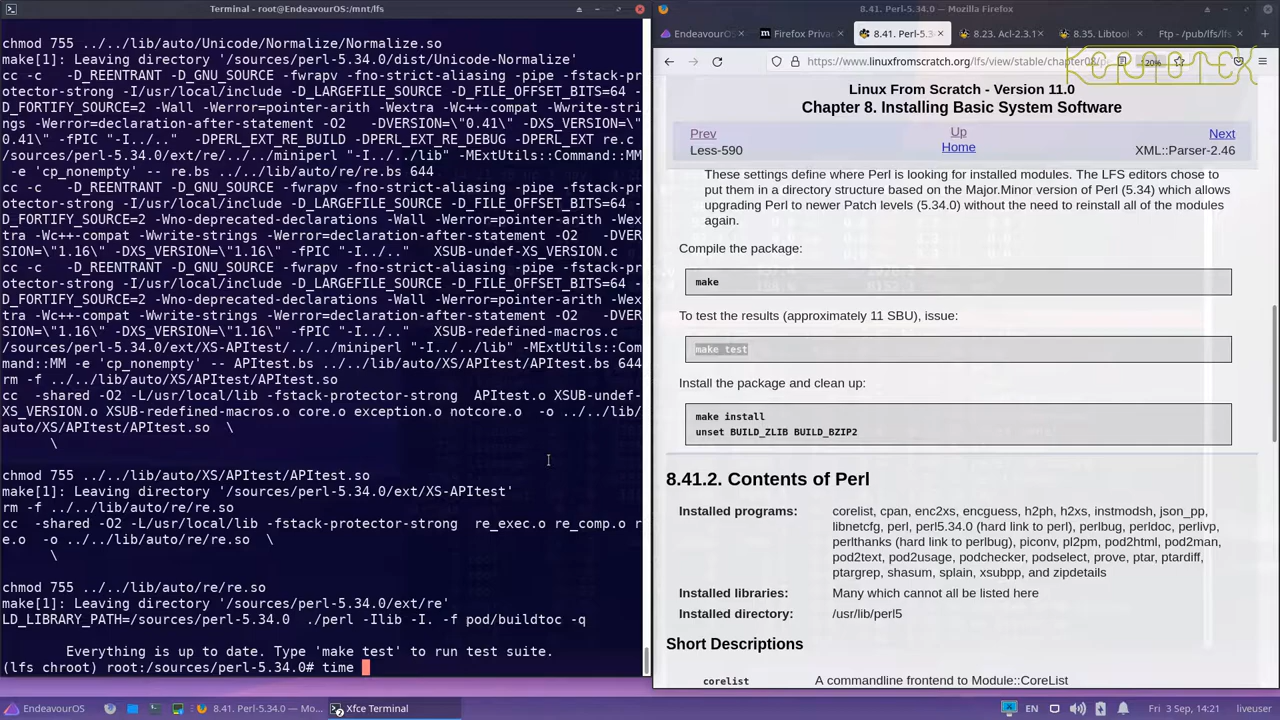 Terminal - root@EndeavourOS:/mnt/lfs
chmod 755 ../../lib/auto/Unicode/Normalize/Normalize.so
make[1]: Leaving directory '/sources/perl-5.34.0/dist/Unicode-Normalize'
cc -c   -D_REENTRANT -D_GNU_SOURCE -fwrapv -fno-strict-aliasing -pipe -fstack-pr
otector-strong -I/usr/local/include -D_LARGEFILE_SOURCE -D_FILE_OFFSET_BITS=64 -
D_FORTIFY_SOURCE=2 -Wall -Werror=pointer-arith -Wextra -Wc++-compat -Wwrite-stri
ngs -Werror=declaration-after-statement -O2   -DVERSION=\"0.41\" -DXS_VERSION=\"
0.41\" -fPIC "-I../.."  -DPERL_EXT_RE_BUILD -DPERL_EXT_RE_DEBUG -DPERL_EXT re.c
/sources/perl-5.34.0/ext/re/../../miniperl "-I../../lib" -MExtUtils::Command::MM
 -e 'cp_nonempty' -- re.bs ../../lib/auto/re/re.bs 644
cc -c   -D_REENTRANT -D_GNU_SOURCE -fwrapv -fno-strict-aliasing -pipe -fstack-pr
otector-strong -I/usr/local/include -D_LARGEFILE_SOURCE -D_FILE_OFFSET_BITS=64 -
D_FORTIFY_SOURCE=2 -Wno-deprecated-declarations -Wall -Werror=pointer-arith -Wex
tra -Wc++-compat -Wwrite-strings -Werror=declaration-after-statement -O2   -DVER
SION=\"1.16\" -DXS_VERSION=\"1.16\" -fPIC "-I../.."   XSUB-undef-XS_VERSION.c
cc -c   -D_REENTRANT -D_GNU_SOURCE -fwrapv -fno-strict-aliasing -pipe -fstack-pr
otector-strong -I/usr/local/include -D_LARGEFILE_SOURCE -D_FILE_OFFSET_BITS=64 -
D_FORTIFY_SOURCE=2 -Wno-deprecated-declarations -Wall -Werror=pointer-arith -Wex
tra -Wc++-compat -Wwrite-strings -Werror=declaration-after-statement -O2   -DVER
SION=\"1.16\" -DXS_VERSION=\"1.16\" -fPIC "-I../.."   XSUB-redefined-macros.c
/sources/perl-5.34.0/ext/XS-APItest/../../miniperl "-I../../lib" -MExtUtils::Com
mand::MM -e 'cp_nonempty' -- APItest.bs ../../lib/auto/XS/APItest/APItest.bs 644
rm -f ../../lib/auto/XS/APItest/APItest.so
cc -shared -O2 -L/usr/local/lib -fstack-protector-strong  APItest.o XSUB-undef-
XS_VERSION.o XSUB-redefined-macros.o core.o exception.o notcore.o  -o ../../lib/
auto/XS/APItest/APItest.so  \
\
chmod 755 ../../lib/auto/XS/APItest/APItest.so
make[1]: Leaving directory '/sources/perl-5.34.0/ext/XS-APItest'
rm -f ../../lib/auto/re/re.so
cc  -shared -O2 -L/usr/local/lib -fstack-protector-strong  re_exec.o re_comp.o r
e.o  -o ../../lib/auto/re/re.so  \
\
chmod 755 ../../lib/auto/re/re.so
make[1]: Leaving directory '/sources/perl-5.34.0/ext/re'
LD_LIBRARY_PATH=/sources/perl-5.34.0  ./perl -Ilib -I. -f pod/buildtoc -q
Everything is up to date. Type 'make test' to run test suite.
(lfs chroot) root:/sources/perl-5.34.0# time
8.41. Perl-5.34.0 — Mozilla Firefox
EndeavourOS
Firefox Priva
8.41. Perl-5.34
8.23. Acl-2.3.1
8.35. Libtool
Ftp - /pub/lfs/lfs
https://www.linuxfromscratch.org/lfs/view/stable/chapter08/
120%
Linux From Scratch - Version 11.0
Chapter 8. Installing Basic System Software
Prev
Up
Next
Less-590
Home
XML::Parser-2.46
These settings define where Perl is looking for installed modules. The LFS editors chose to
put them in a directory structure based on the Major.Minor version of Perl (5.34) which allows
upgrading Perl to newer Patch levels (5.34.0) without the need to reinstall all of the modules
again.
Compile the package:
make
To test the results (approximately 11 SBU), issue:
make test
Install the package and clean up:
make install
unset BUILD_ZLIB BUILD_BZIP2
8.41.2. Contents of Perl
Installed programs: corelist, cpan, enc2xs, encguess, h2ph, h2xs, instmodsh, json_pp,
libnetcfg, perl, perl5.34.0 (hard link to perl), perlbug, perldoc, perlivp,
perlthanks (hard link to perlbug), piconv, pl2pm, pod2html, pod2man,
pod2text, pod2usage, podchecker, podselect, prove, ptar, ptardiff,
ptargrep, shasum, splain, xsubpp, and zipdetails
Installed libraries: Many which cannot all be listed here
Installed directory: /usr/lib/perl5
Short Descriptions
corelist A commandline frontend to Module::CoreList
EndeavourOS
8.41. Perl-5.34.0 — Mo...
Xfce Terminal
EN
Fri 3 Sep, 14:21
liveuser